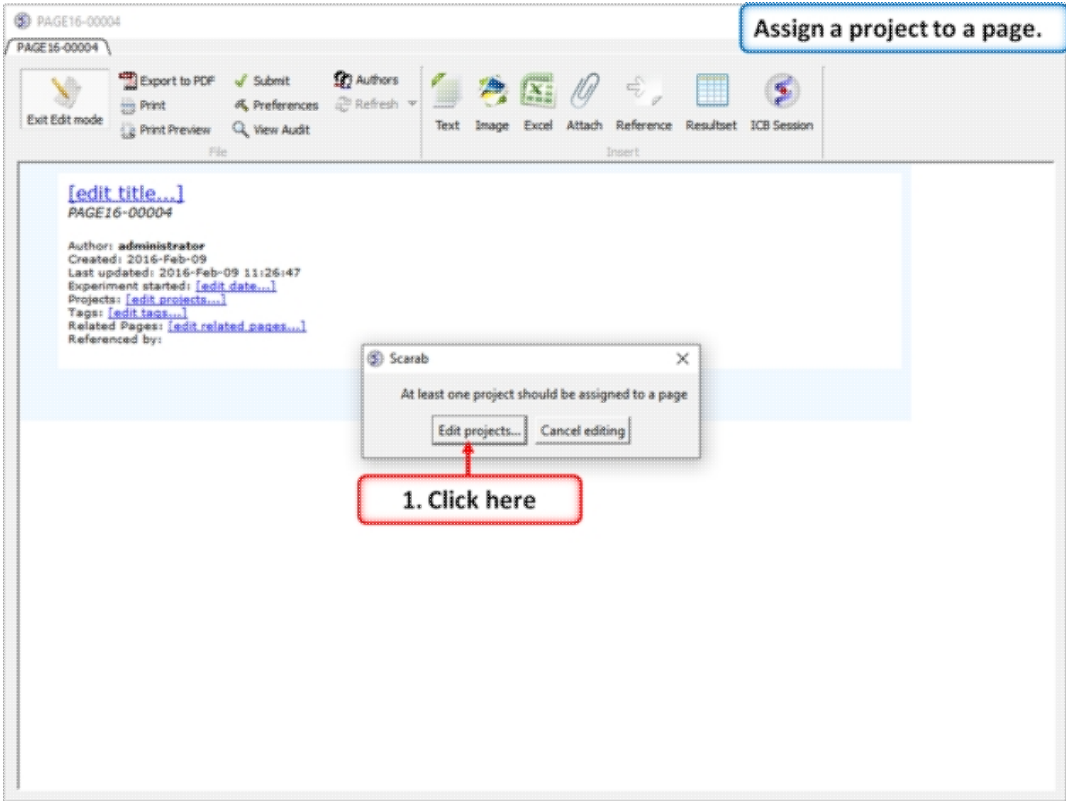 PAGE16-00004
Assign a project to a page.
PAGE16-00004
Exit Edit mode
Export to PDF
Print
Print Preview
Submit
Preferences
View Audit
Authors
Refresh
File
Text
Image
Excel
Attach
Reference
Resultset
ICB Session
Insert
[edit title...]
PAGE16-00004
Author: administrator
Created: 2016-Feb-09
Last updated: 2016-Feb-09 11:26:47
Experiment started: [edit date...]
Projects: [edit projects...]
Tags: [edit tags...]
Related Pages: [edit related pages...]
Referenced by:
Scarab
At least one project should be assigned to a page
Edit projects...
Cancel editing
1. Click here